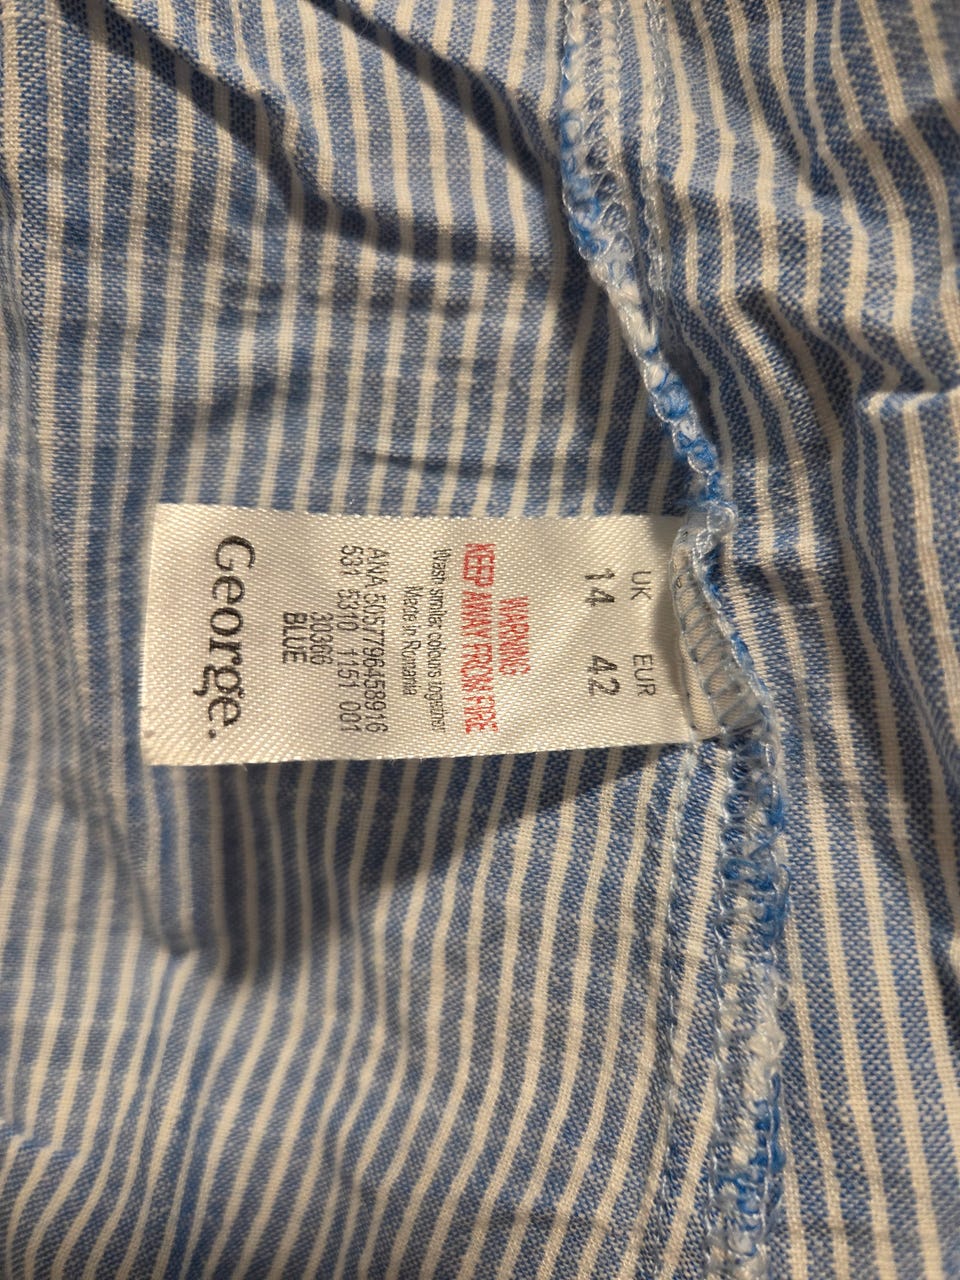 UK EUR
14 42
WARNING
KEEP AWAY FROM FIRE
Wash similar colours together
Made in Romania
ANA 5057796458916
531 5310 1151 001
30366
BLUE
George.